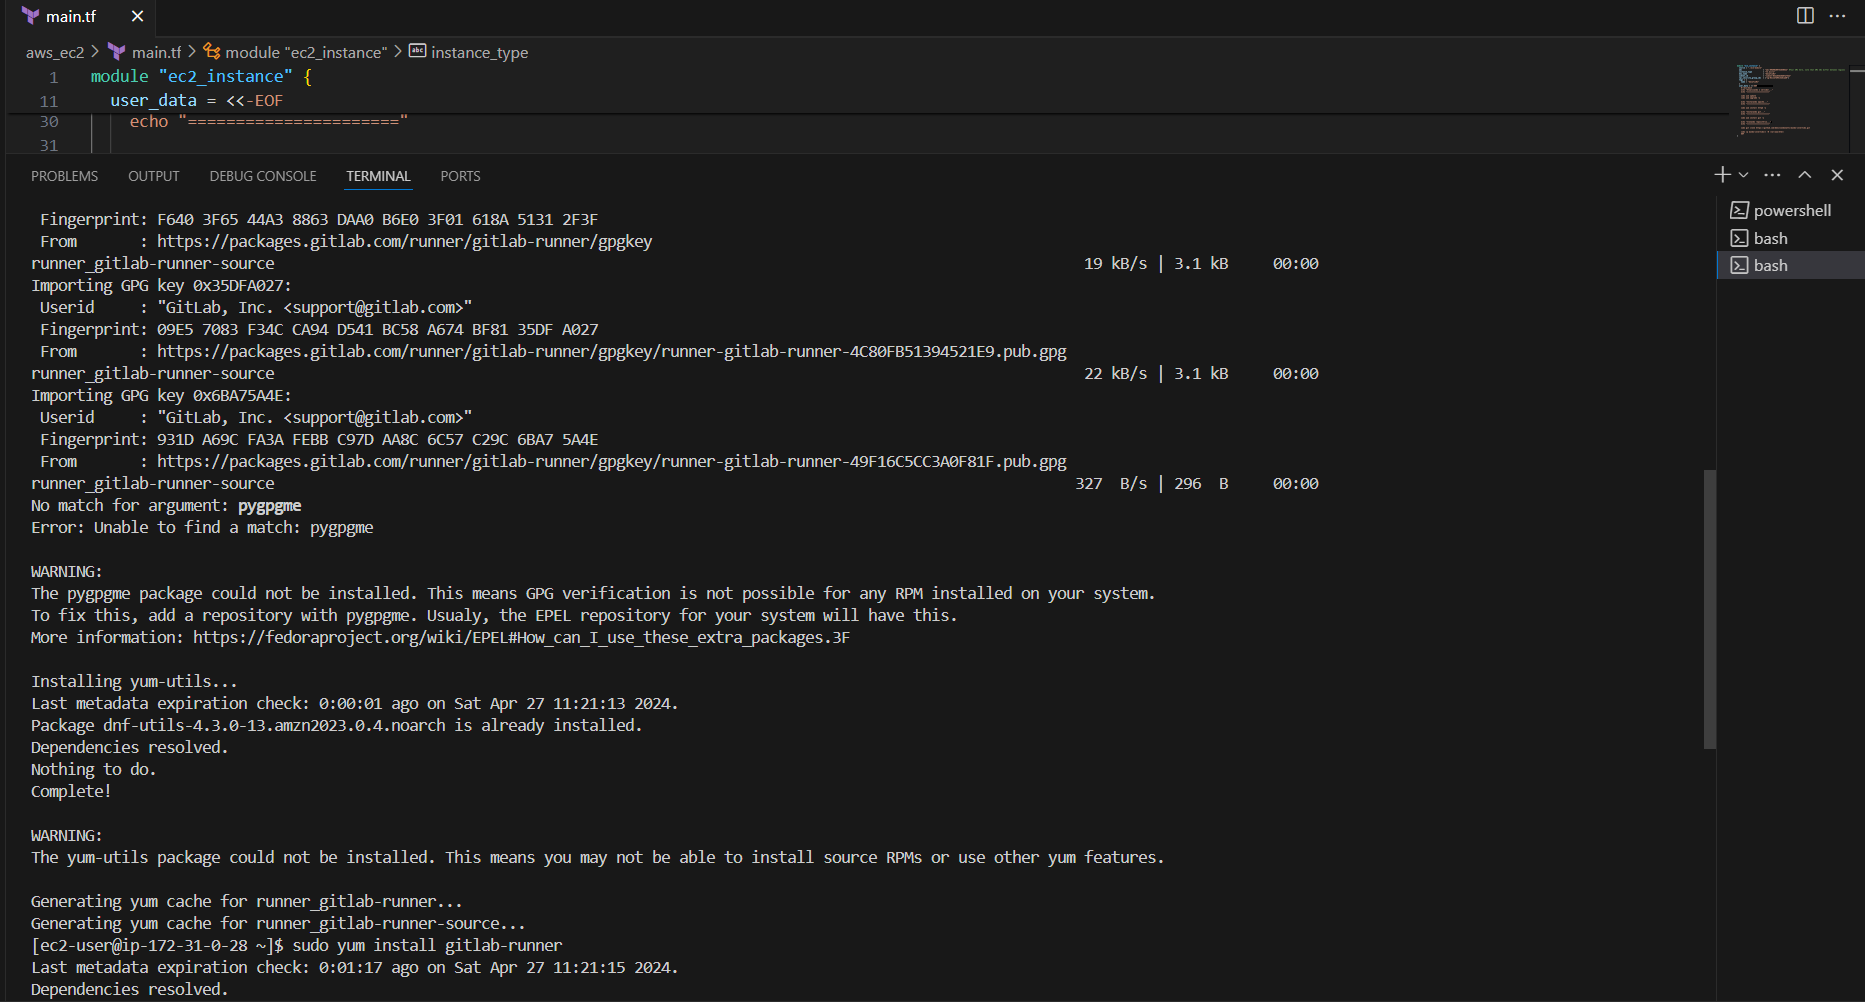 main.tf
aws_ec2 > main.tf > module "ec2_instance" > abc instance_type
1 module "ec2_instance" {
11 user_data = <<-EOF
30 echo "======================"
31
PROBLEMS OUTPUT DEBUG CONSOLE TERMINAL PORTS
powershell
bash
bash
Fingerprint: F640 3F65 44A3 8863 DAA0 B6E0 3F01 618A 5131 2F3F
From : https://packages.gitlab.com/runner/gitlab-runner/gpgkey
runner_gitlab-runner-source 19 kB/s | 3.1 kB 00:00
Importing GPG key 0x35DFA027:
Userid : "GitLab, Inc. <support@gitlab.com>"
Fingerprint: 09E5 7083 F34C CA94 D541 BC58 A674 BF81 35DF A027
From : https://packages.gitlab.com/runner/gitlab-runner/gpgkey/runner-gitlab-runner-4C80FB51394521E9.pub.gpg
runner_gitlab-runner-source 22 kB/s | 3.1 kB 00:00
Importing GPG key 0x6BA75A4E:
Userid : "GitLab, Inc. <support@gitlab.com>"
Fingerprint: 931D A69C FA3A FEBB C97D AA8C 6C57 C29C 6BA7 5A4E
From : https://packages.gitlab.com/runner/gitlab-runner/gpgkey/runner-gitlab-runner-49F16C5CC3A0F81F.pub.gpg
runner_gitlab-runner-source 327 B/s | 296 B 00:00
No match for argument: pygpgme
Error: Unable to find a match: pygpgme
WARNING:
The pygpgme package could not be installed. This means GPG verification is not possible for any RPM installed on your system.
To fix this, add a repository with pygpgme. Usualy, the EPEL repository for your system will have this.
More information: https://fedoraproject.org/wiki/EPEL#How_can_I_use_these_extra_packages.3F
Installing yum-utils...
Last metadata expiration check: 0:00:01 ago on Sat Apr 27 11:21:13 2024.
Package dnf-utils-4.3.0-13.amzn2023.0.4.noarch is already installed.
Dependencies resolved.
Nothing to do.
Complete!
WARNING:
The yum-utils package could not be installed. This means you may not be able to install source RPMs or use other yum features.
Generating yum cache for runner_gitlab-runner...
Generating yum cache for runner_gitlab-runner-source...
[ec2-user@ip-172-31-0-28 ~]$ sudo yum install gitlab-runner
Last metadata expiration check: 0:01:17 ago on Sat Apr 27 11:21:15 2024.
Dependencies resolved.